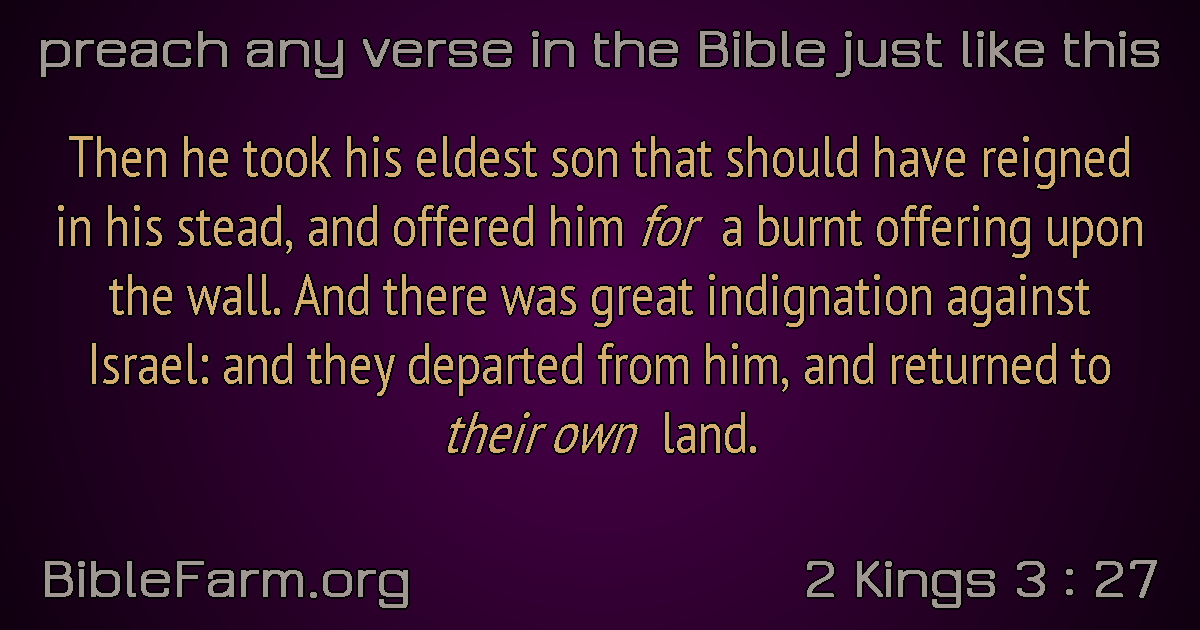 preach any verse in the Bible just like this
Then he took his eldest son that should have reigned
in his stead, and offered him for a burnt offering upon
the wall. And there was great indignation against
Israel: and they departed from him, and returned to
their own land.
BibleFarm.org
2 Kings 3 : 27